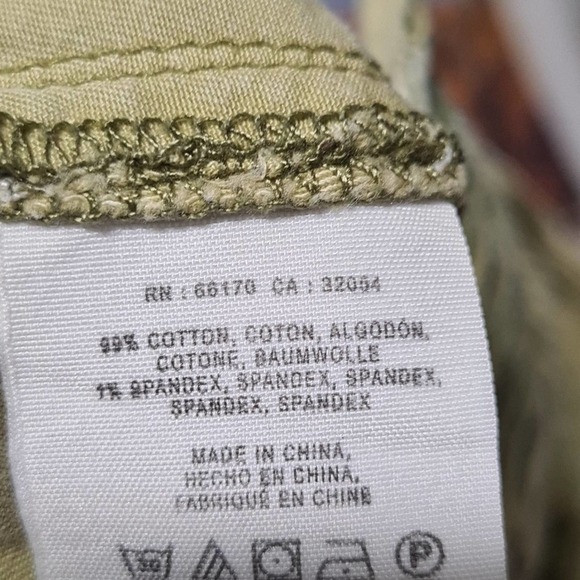 RN : 66170 CA : 32054
99% COTTON, COTON, ALGODÓN,
COTONE, BAUMWOLLE
1% SPANDEX, SPANDEX, SPANDEX,
SPANDEX, SPANDEX
MADE IN CHINA,
HECHO EN CHINA,
FABRIQUÉ EN CHINE
30 P